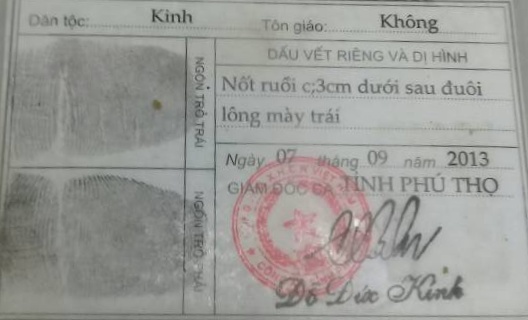 Dân tộc: Kinh Tôn giáo: Không
DẤU VẾT RIÊNG VÀ DỊ HÌNH
Nốt ruồi c;3cm dưới sau đuôi
lông mày trái
Ngày 07 tháng 09 năm 2013
GIÁM ĐỐC CA TỈNH PHÚ THỌ
Đỗ Đức Kinh
NGÓN TRỎ TRÁI
NGÓN TRỎ PHẢI